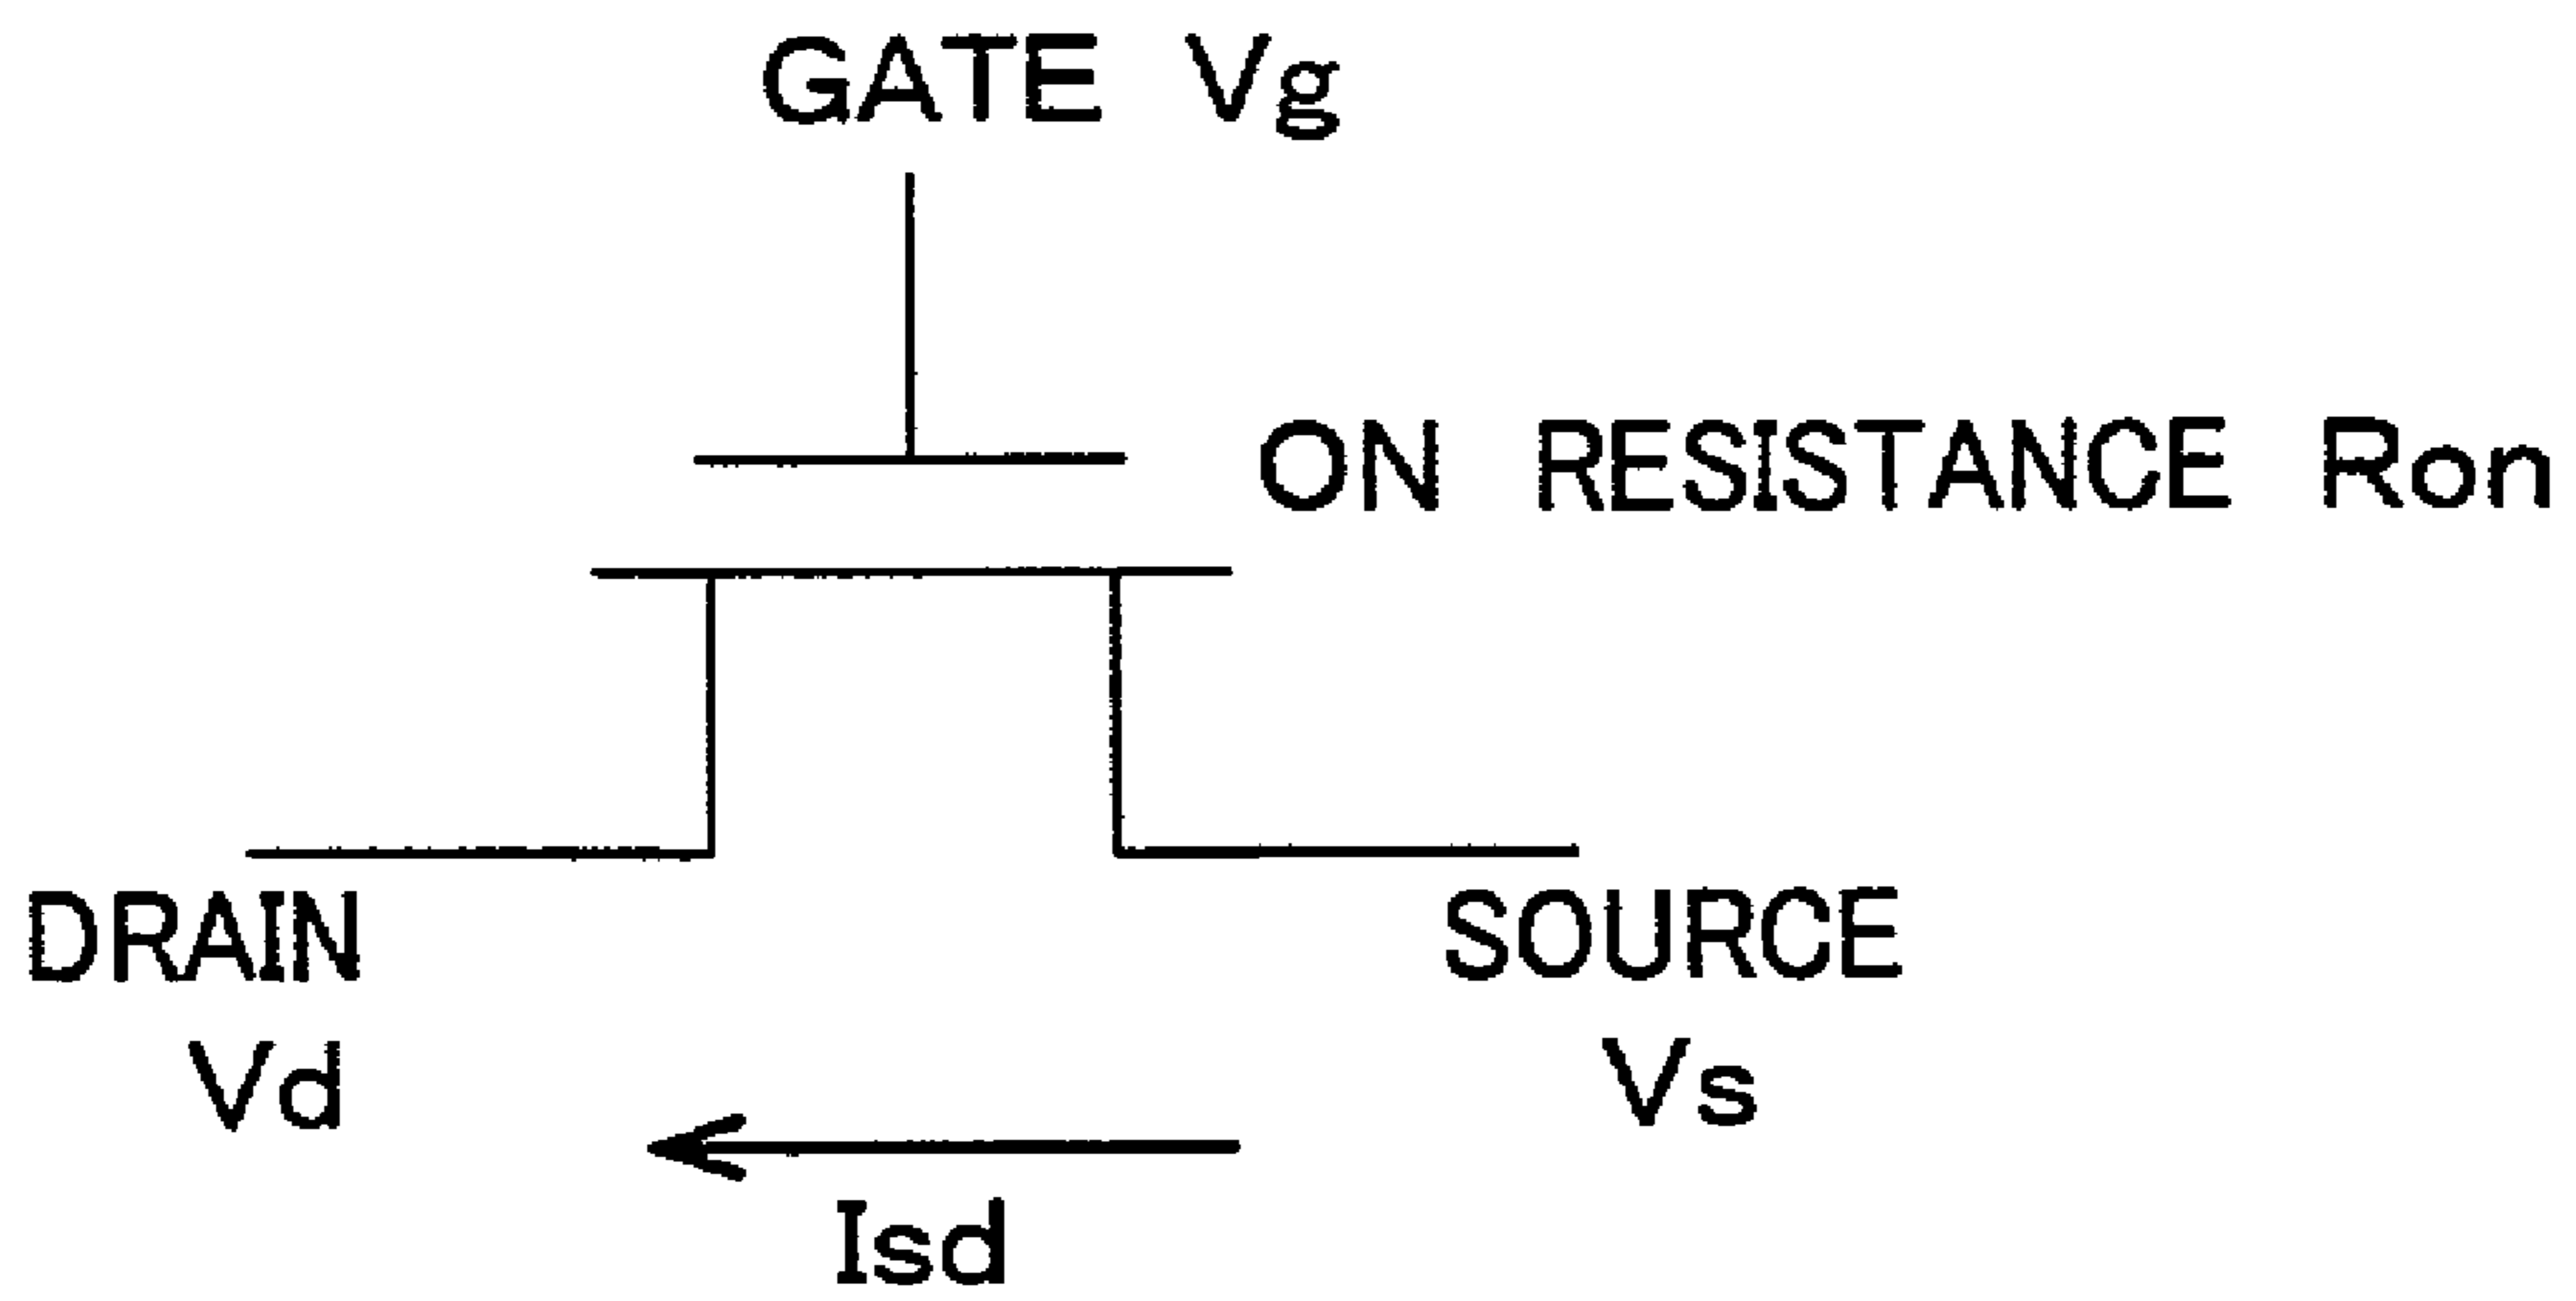 GATE Vg
ON RESISTANCE Ron
DRAIN
Vd
SOURCE
Vs
Isd